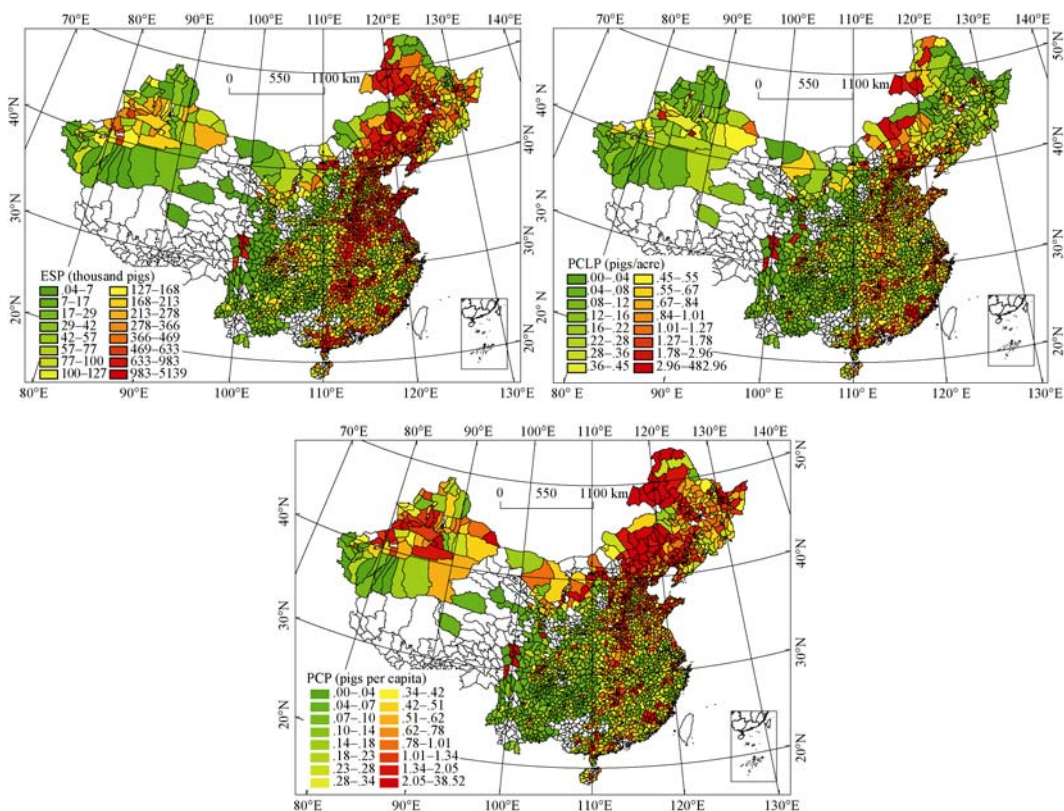 70°E 80°E 90°E 100°E 110°E 120°E 130°E 140°E
0 550 1100 km
50°N
40°N
40°N
30°N
30°N
20°N
20°N
ESP (thousand pigs)
.04–7 127–168
7–17 168–213
17–29 213–278
29–42 278–366
42–57 366–469
57–77 469–633
77–100 633–983
100–127 983–5139
80°E 90°E 100°E 110°E 120°E 130°E
70°E 80°E 90°E 100°E 110°E 120°E 130°E 140°E
0 550 1100 km
50°N
40°N
40°N
30°N
30°N
20°N
20°N
PCLP (pigs/acre)
.00–.04 .45–.55
.04–.08 .55–.67
.08–.12 .67–.84
.12–.16 .84–1.01
.16–.22 1.01–1.27
.22–.28 1.27–1.78
.28–.36 1.78–2.96
.36–.45 2.96–482.96
80°E 90°E 100°E 110°E 120°E 130°E
70°E 80°E 90°E 100°E 110°E 120°E 130°E 140°E
0 550 1100 km
50°N
40°N
40°N
30°N
30°N
20°N
20°N
PCP (pigs per capita)
.00–.04 .34–.42
.04–.07 .42–.51
.07–.10 .51–.62
.10–.14 .62–.78
.14–.18 .78–1.01
.18–.23 1.01–1.34
.23–.28 1.34–2.05
.28–.34 2.05–38.52
80°E 90°E 100°E 110°E 120°E 130°E